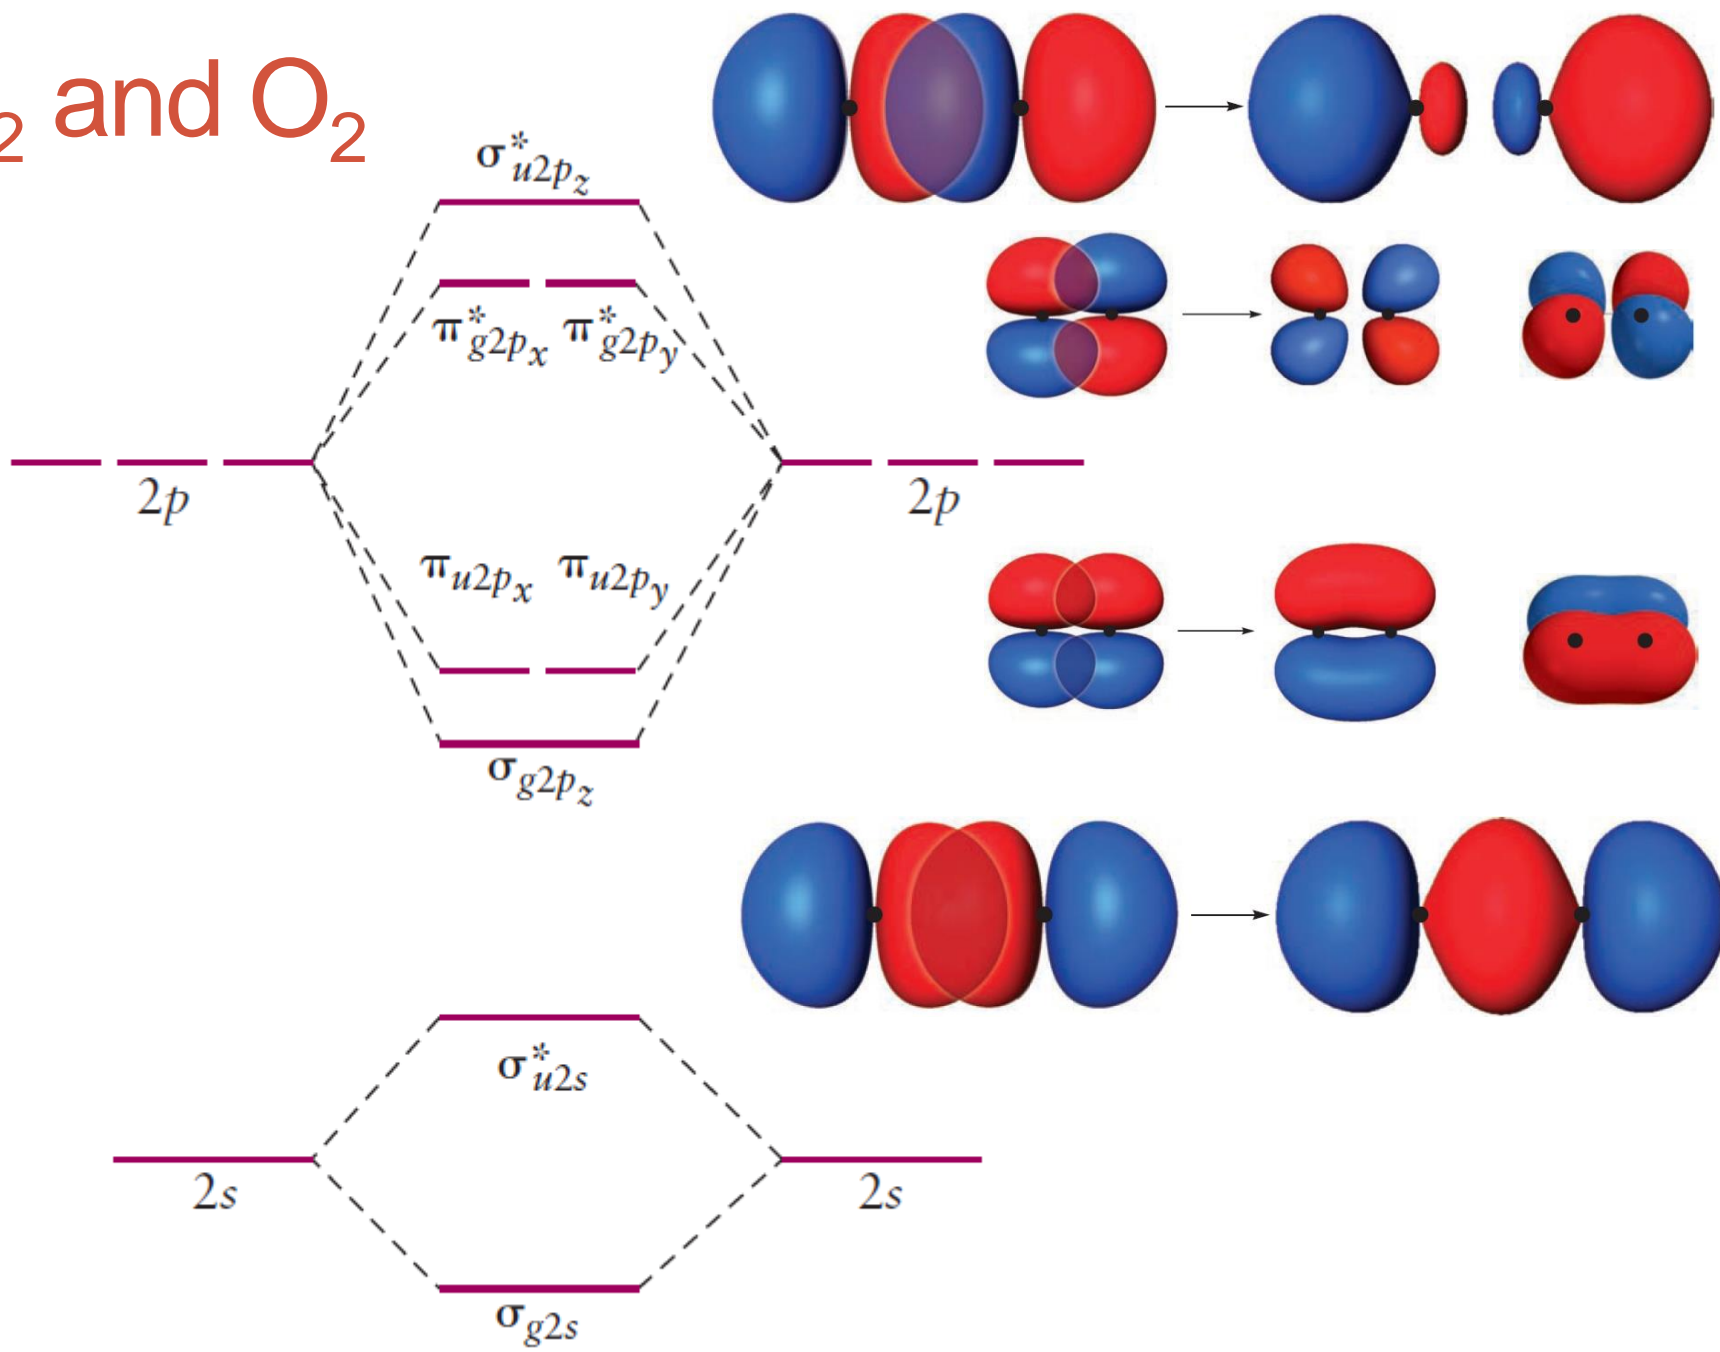 ₂ and O₂
σ*u2pz
π*g2px π*g2py
2p 2p
πu2px πu2py
σg2pz
σ*u2s
2s 2s
σg2s